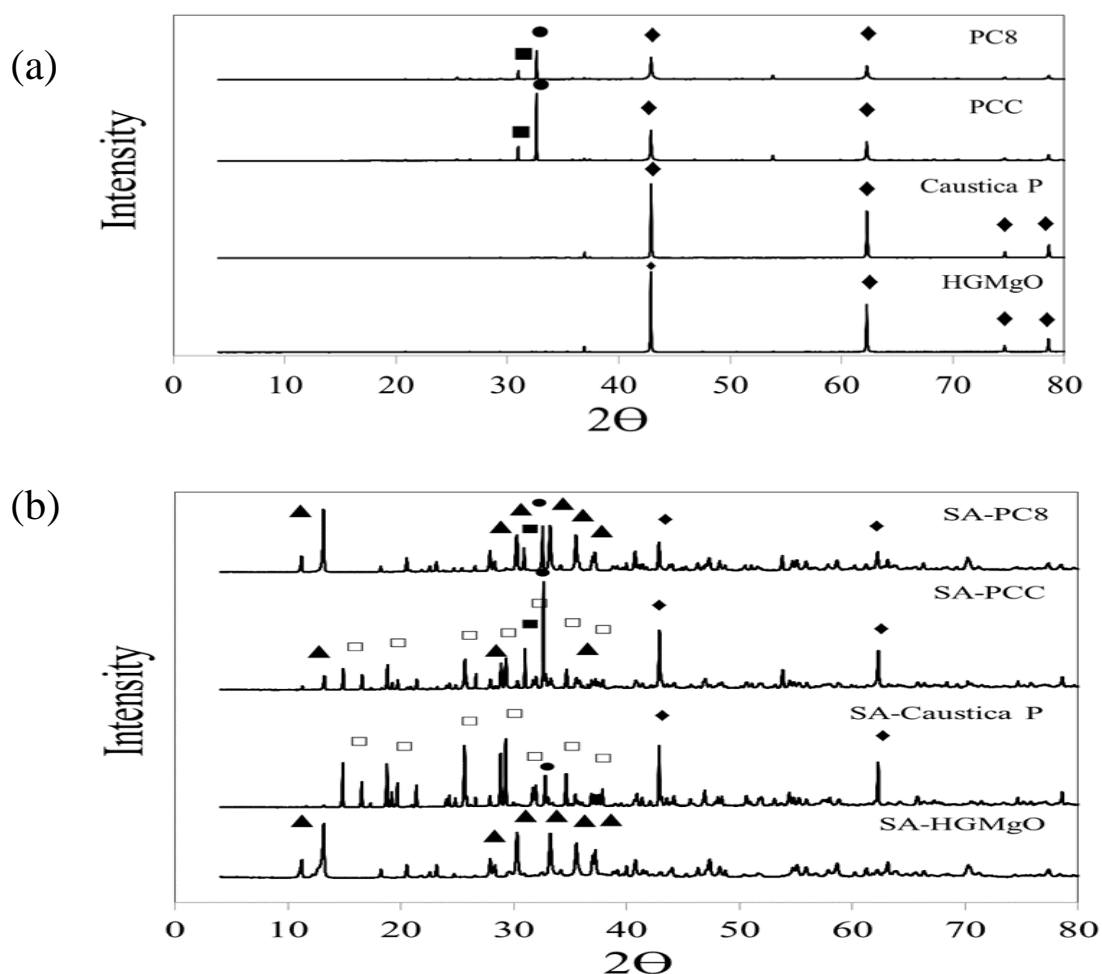 (a)
PC8
PCC
Caustica P
HGMgO
Intensity
0 10 20 30 40 50 60 70 80
2Θ
(b)
SA-PC8
SA-PCC
SA-Caustica P
SA-HGMgO
Intensity
0 10 20 30 40 50 60 70 80
2Θ